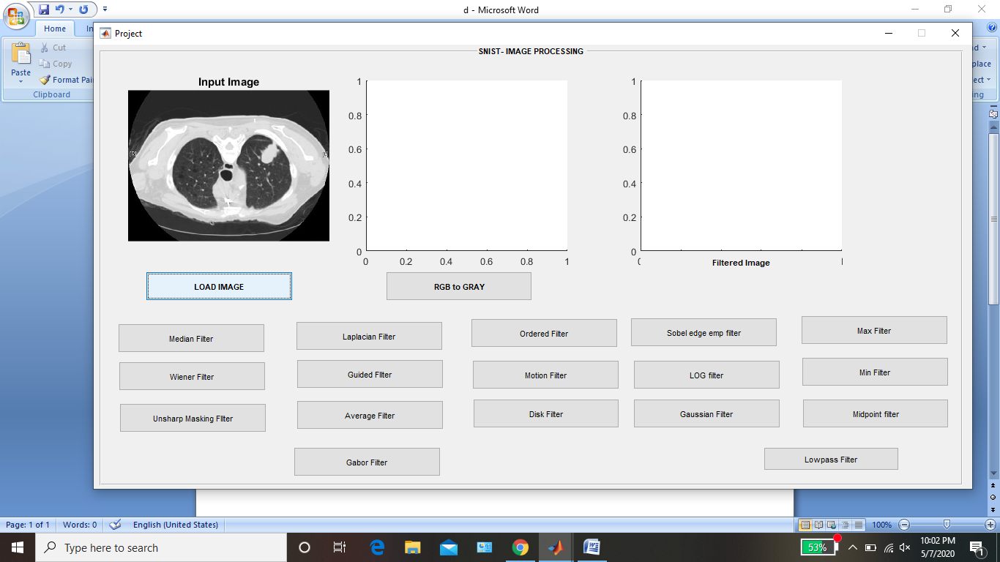 d - Microsoft Word
Home
In
Paste
Cut
Copy
Format Pai
Clipboard
nd
place
ect
ing
Project
SNIST- IMAGE PROCESSING
Input Image
[R]
1
0.8
0.6
0.4
0.2
0
0 0.2 0.4 0.6 0.8 1
1
0.8
0.6
0.4
0.2
0
Filtered Image
LOAD IMAGE
RGB to GRAY
Median Filter
Laplacian Filter
Ordered Filter
Sobel edge emp filter
Max Filter
Wiener Filter
Guided FIlter
Motion Filter
LOG filter
Min Filter
Unsharp Masking FIlter
Average Filter
Disk Filter
Gaussian Filter
Midpoint filter
Gabor Filter
Lowpass Filter
Page: 1 of 1
Words: 0
English (United States)
100%
Type here to search
53%
10:02 PM
5/7/2020
1